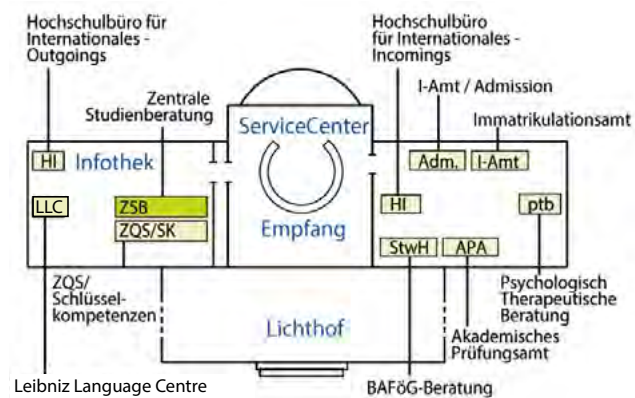 Hochschulbüro für
Internationales -
Outgoings
Zentrale
Studienberatung
Hochschulbüro
für Internationales -
Incomings
I-Amt / Admission
Immatrikulationsamt
ServiceCenter
HI
Infothek
Adm.
I-Amt
LLC
ZSB
ZQS/SK
Empfang
HI
ptb
StwH
APA
ZQS/
Schlüssel-
kompetenzen
Lichthof
Psychologisch
Therapeutische
Beratung
Akademisches
Prüfungsamt
Leibniz Language Centre
BAFöG-Beratung